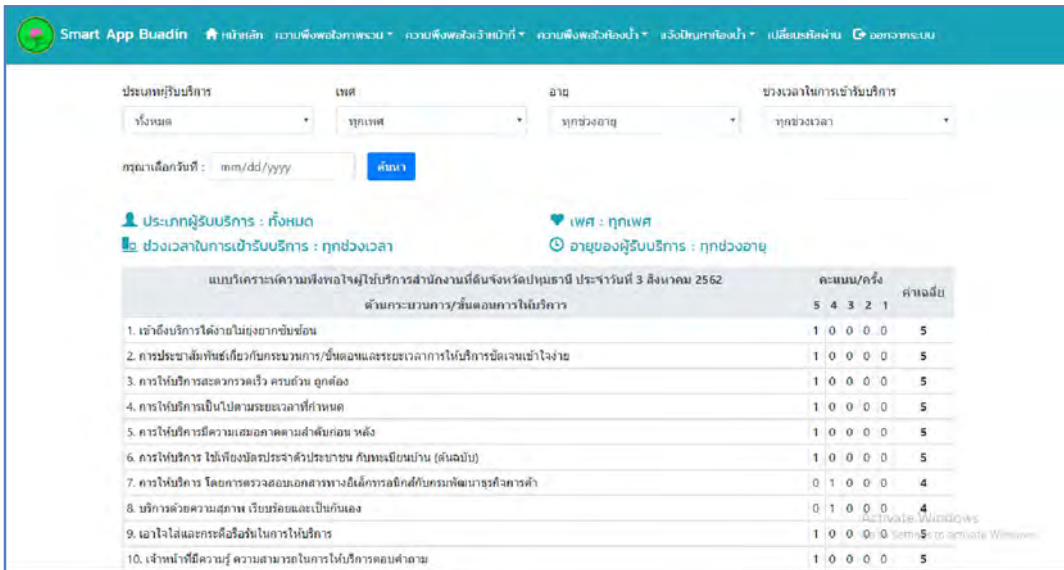 Smart App Buadin หน้าหลัก ความพึงพอใจภาพรวม ความพึงพอใจเจ้าหน้าที่ ความพึงพอใจห้องน้ำ แจ้งปัญหาห้องน้ำ เปลี่ยนรหัสผ่าน ออกจากระบบ
ประเภทผู้รับบริการ เพศ อายุ ช่วงเวลาในการเข้ารับบริการ
ทั้งหมด ทุกเพศ ทุกช่วงอายุ ทุกช่วงเวลา
กรุณาเลือกวันที่ : mm/dd/yyyy ค้นหา
ประเภทผู้รับบริการ : ทั้งหมด เพศ : ทุกเพศ
ช่วงเวลาในการเข้ารับบริการ : ทุกช่วงเวลา อายุของผู้รับบริการ : ทุกช่วงอายุ
แบบวิเคราะห์ความพึงพอใจผู้ใช้บริการสำนักงานที่ดินจังหวัดปทุมธานี ประจำวันที่ 3 สิงหาคม 2562 คะแนน/ครั้ง ค่าเฉลี่ย
ด้านกระบวนการ/ขั้นตอนการให้บริการ 5 4 3 2 1
1. เข้าถึงบริการได้ง่ายไม่ยุ่งยากซับซ้อน 1 0 0 0 0 5
2. การประชาสัมพันธ์เกี่ยวกับกระบวนการ/ขั้นตอนและระยะเวลาการให้บริการชัดเจนเข้าใจง่าย 1 0 0 0 0 5
3. การให้บริการสะดวกรวดเร็ว ครบถ้วน ถูกต้อง 1 0 0 0 0 5
4. การให้บริการเป็นไปตามระยะเวลาที่กำหนด 1 0 0 0 0 5
5. การให้บริการมีความเสมอภาคตามลำดับก่อน หลัง 1 0 0 0 0 5
6. การให้บริการ ใช้เพียงบัตรประจำตัวประชาชน กับทะเบียนบ้าน (ต้นฉบับ) 1 0 0 0 0 5
7. การให้บริการ โดยการตรวจสอบเอกสารทางอิเล็กทรอนิกส์กับกรมพัฒนาธุรกิจการค้า 0 1 0 0 0 4
8. บริการด้วยความสุภาพ เรียบร้อยและเป็นกันเอง 0 1 0 0 0 4
Activate Windows
9. เอาใจใส่และกระตือรือร้นในการให้บริการ 1 0 0 0 0 5
Settings to activate Windows.
10. เจ้าหน้าที่มีความรู้ ความสามารถในการให้บริการตอบคำถาม 1 0 0 0 0 5